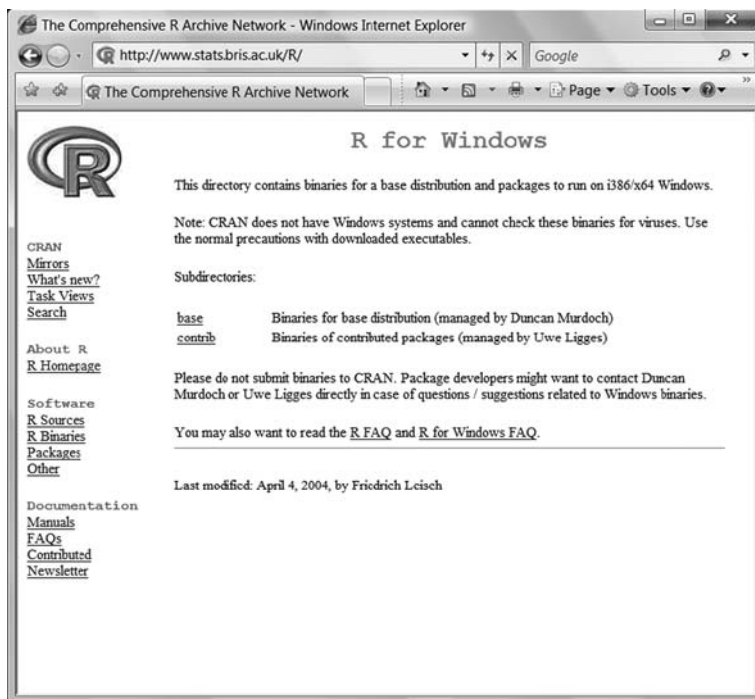 The Comprehensive R Archive Network - Windows Internet Explorer
http://www.stats.bris.ac.uk/R/
Google
The Comprehensive R Archive Network
Page
Tools
R
CRAN
Mirrors
What's new?
Task Views
Search
About R
R Homepage
Software
R Sources
R Binaries
Packages
Other
Documentation
Manuals
FAQs
Contributed
Newsletter
R for Windows
This directory contains binaries for a base distribution and packages to run on i386/x64 Windows.
Note: CRAN does not have Windows systems and cannot check these binaries for viruses. Use
the normal precautions with downloaded executables.
Subdirectories:
base Binaries for base distribution (managed by Duncan Murdoch)
contrib Binaries of contributed packages (managed by Uwe Ligges)
Please do not submit binaries to CRAN. Package developers might want to contact Duncan
Murdoch or Uwe Ligges directly in case of questions / suggestions related to Windows binaries.
You may also want to read the R FAQ and R for Windows FAQ.
Last modified: April 4, 2004, by Friedrich Leisch